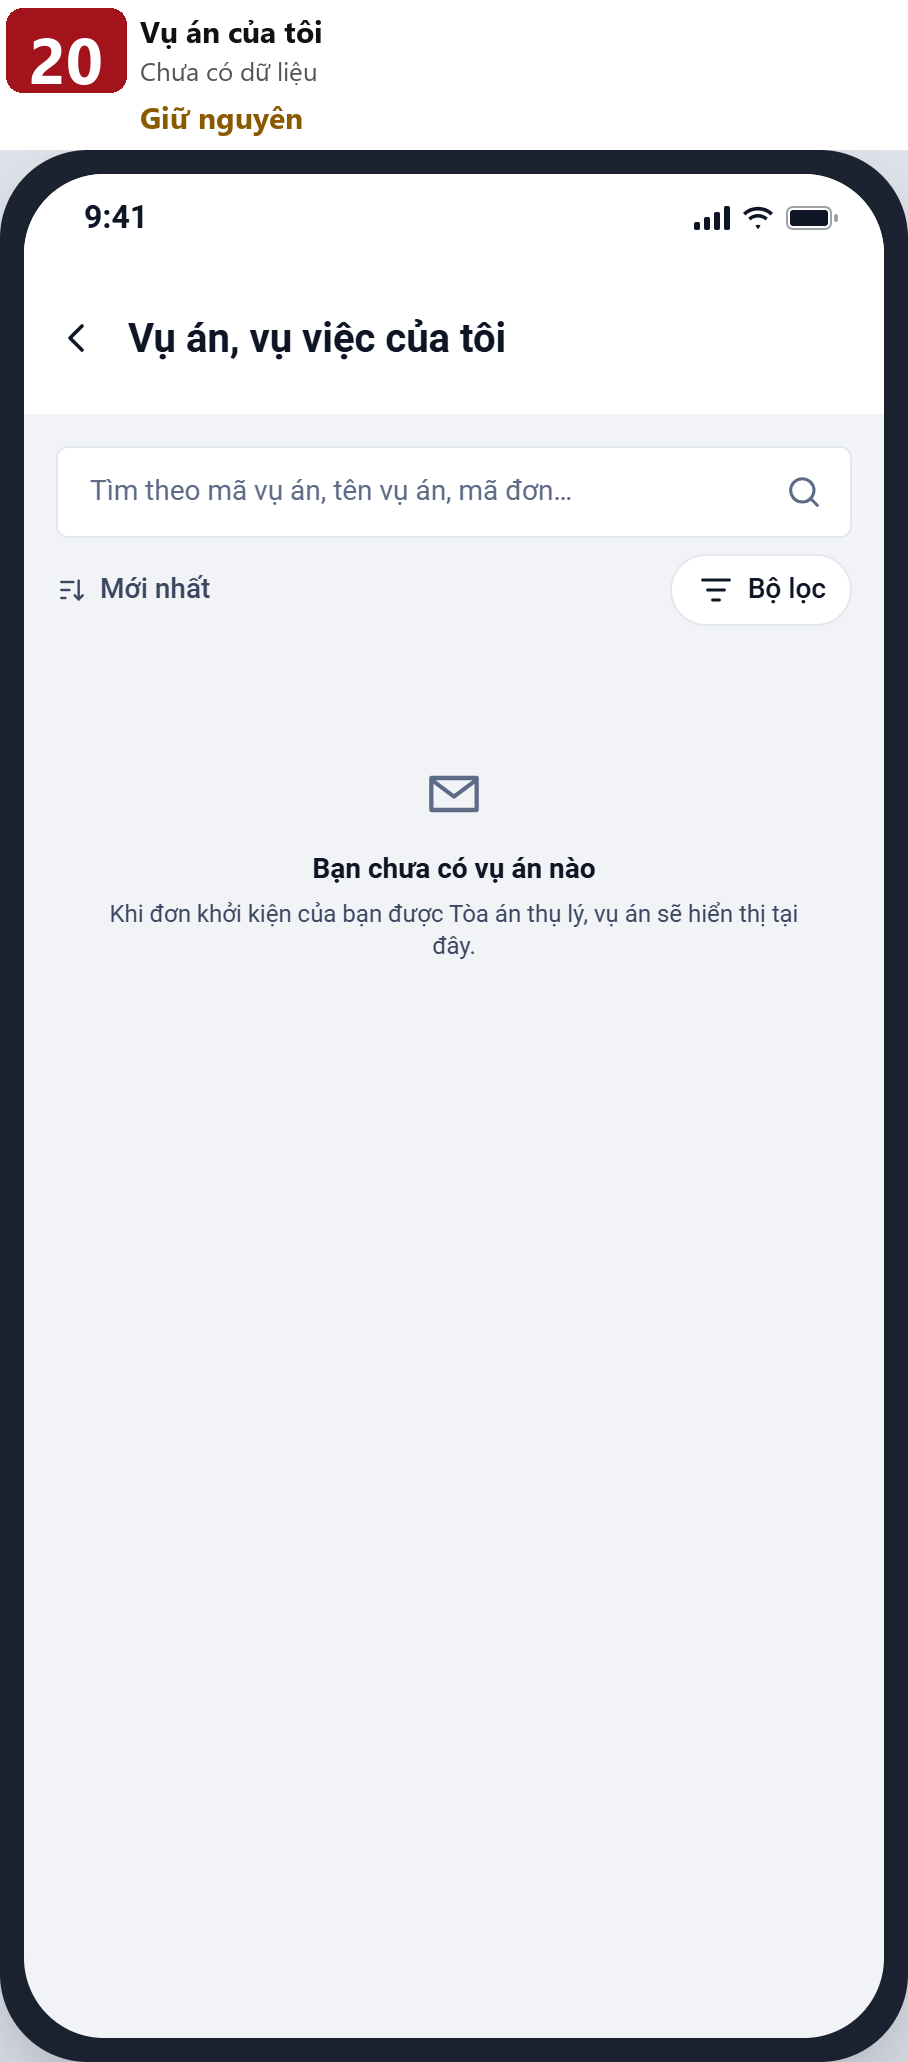 20
Vụ án của tôi
Chưa có dữ liệu
Giữ nguyên
9:41
Vụ án, vụ việc của tôi
Tìm theo mã vụ án, tên vụ án, mã đơn...
Mới nhất
Bộ lọc
Bạn chưa có vụ án nào
Khi đơn khởi kiện của bạn được Tòa án thụ lý, vụ án sẽ hiển thị tại
đây.